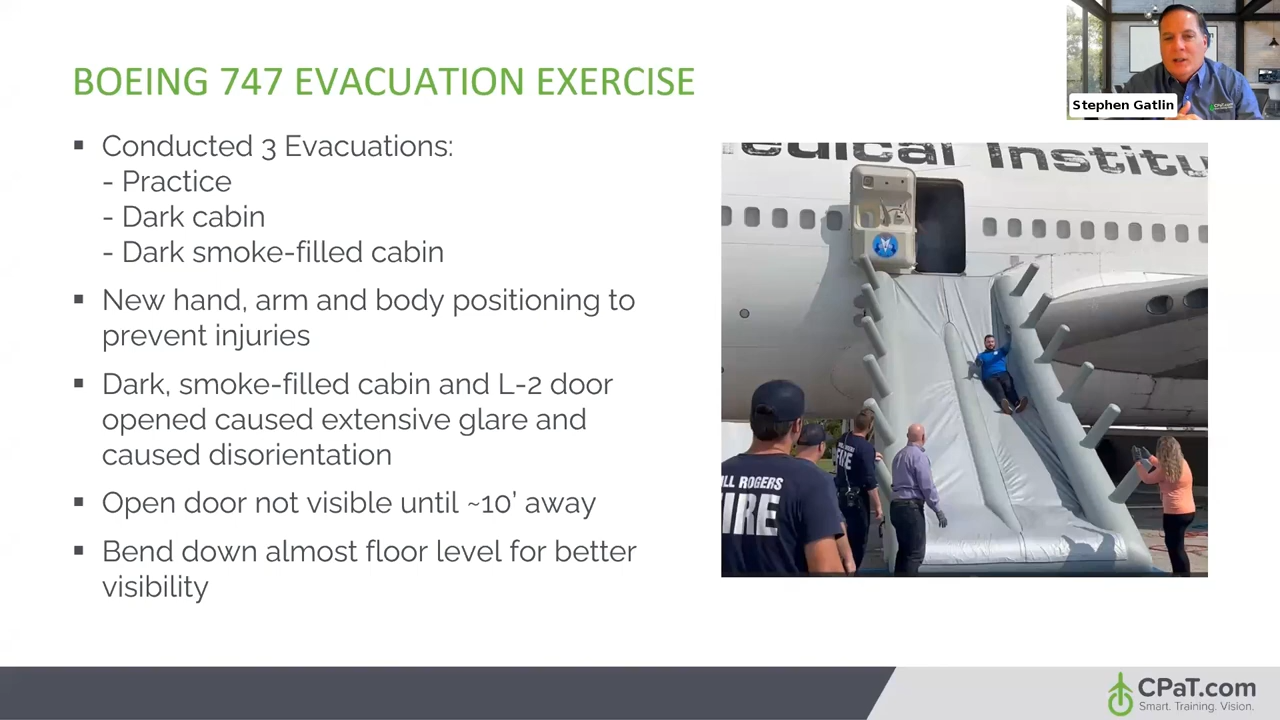 BOEING 747 EVACUATION EXERCISE
Stephen Gatlin
▪ Conducted 3 Evacuations:
- Practice
- Dark cabin
- Dark smoke-filled cabin
▪ New hand, arm and body positioning to
prevent injuries
▪ Dark, smoke-filled cabin and L-2 door
opened caused extensive glare and
caused disorientation
▪ Open door not visible until ~10’ away
▪ Bend down almost floor level for better
visibility
edical Institu
ILL ROGERS
IRE
FIRE
CPaT.com
Smart. Training. Vision.